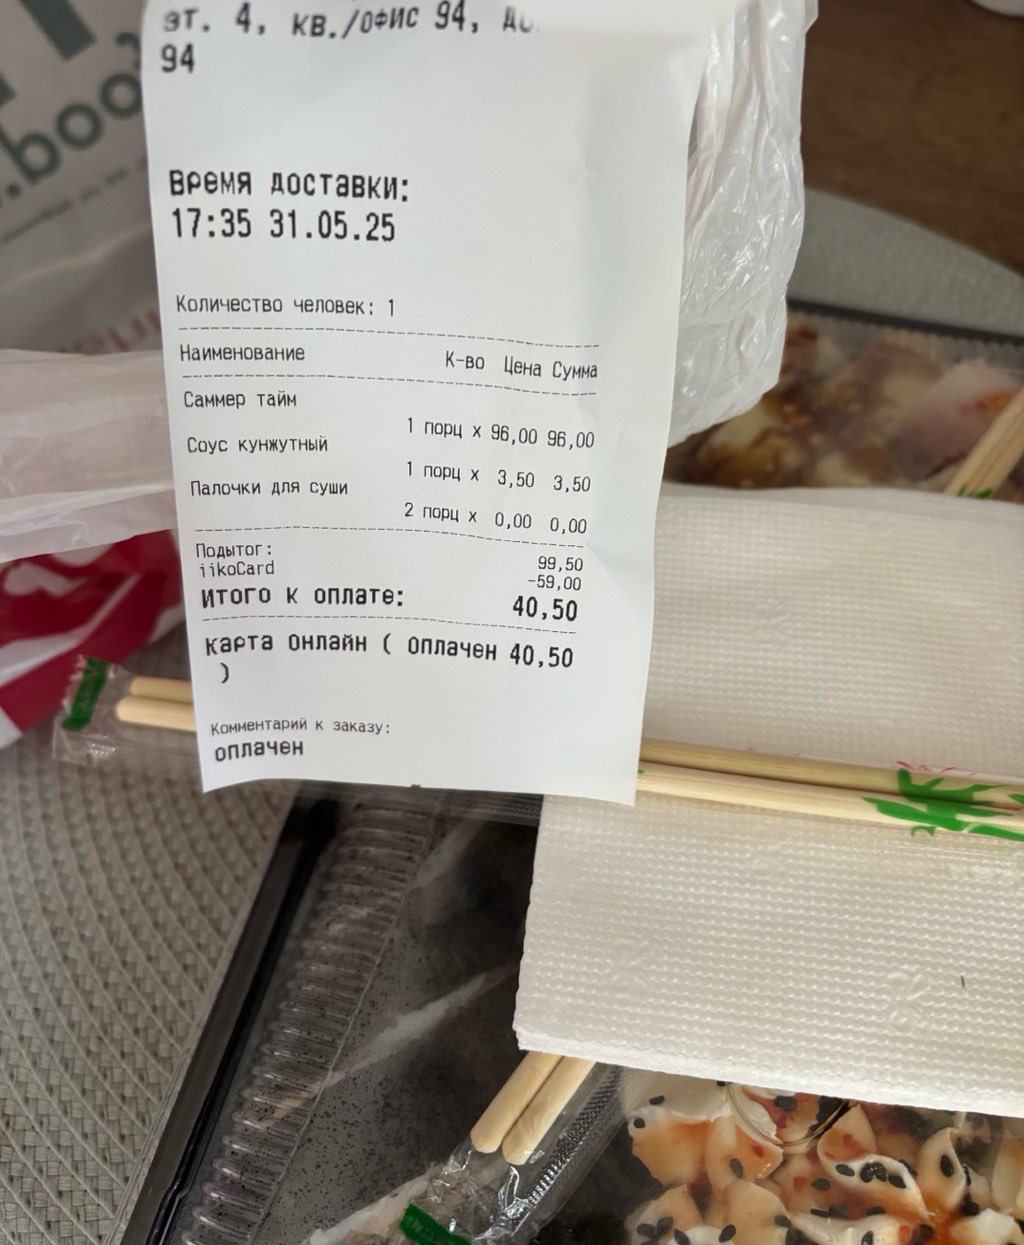 .boo
эт. 4, кв./офис 94, до
94
Время доставки:
17:35 31.05.25
Количество человек: 1
Наименование К-во Цена Сумма
Саммер тайм
1 порц x 96,00 96,00
Соус кунжутный
1 порц x 3,50 3,50
Палочки для суши
2 порц x 0,00 0,00
Подытог: 99,50
iikoCard -59,00
Итого к оплате: 40,50
Карта онлайн ( оплачен 40,50
)
Комментарий к заказу:
оплачен